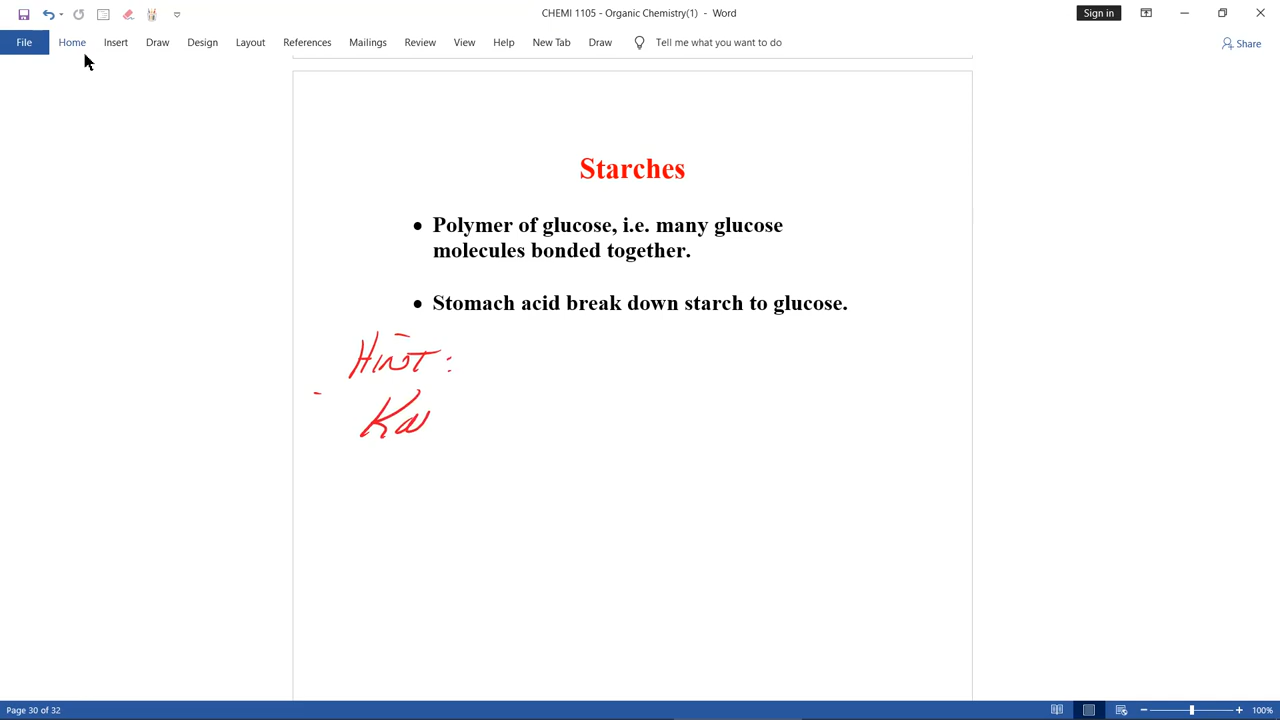 CHEMI 1105 - Organic Chemistry(1) - Word
Sign in
File Home Insert Draw Design Layout References Mailings Review View Help New Tab Draw Tell me what you want to do Share
Starches
• Polymer of glucose, i.e. many glucose
molecules bonded together.
• Stomach acid break down starch to glucose.
HINT:
Page 30 of 32
100%